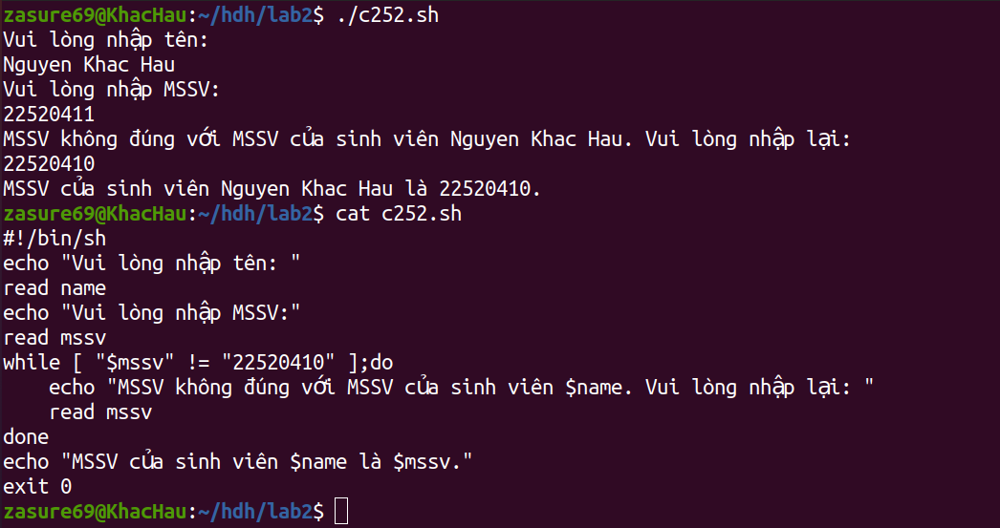 zasure69@KhacHau:~/hdh/lab2$ ./c252.sh
Vui lòng nhập tên:
Nguyen Khac Hau
Vui lòng nhập MSSV:
22520411
MSSV không đúng với MSSV của sinh viên Nguyen Khac Hau. Vui lòng nhập lại:
22520410
MSSV của sinh viên Nguyen Khac Hau là 22520410.
zasure69@KhacHau:~/hdh/lab2$ cat c252.sh
#!/bin/sh
echo "Vui lòng nhập tên: "
read name
echo "Vui lòng nhập MSSV:"
read mssv
while [ "$mssv" != "22520410" ];do
    echo "MSSV không đúng với MSSV của sinh viên $name. Vui lòng nhập lại: "
    read mssv
done
echo "MSSV của sinh viên $name là $mssv."
exit 0
zasure69@KhacHau:~/hdh/lab2$